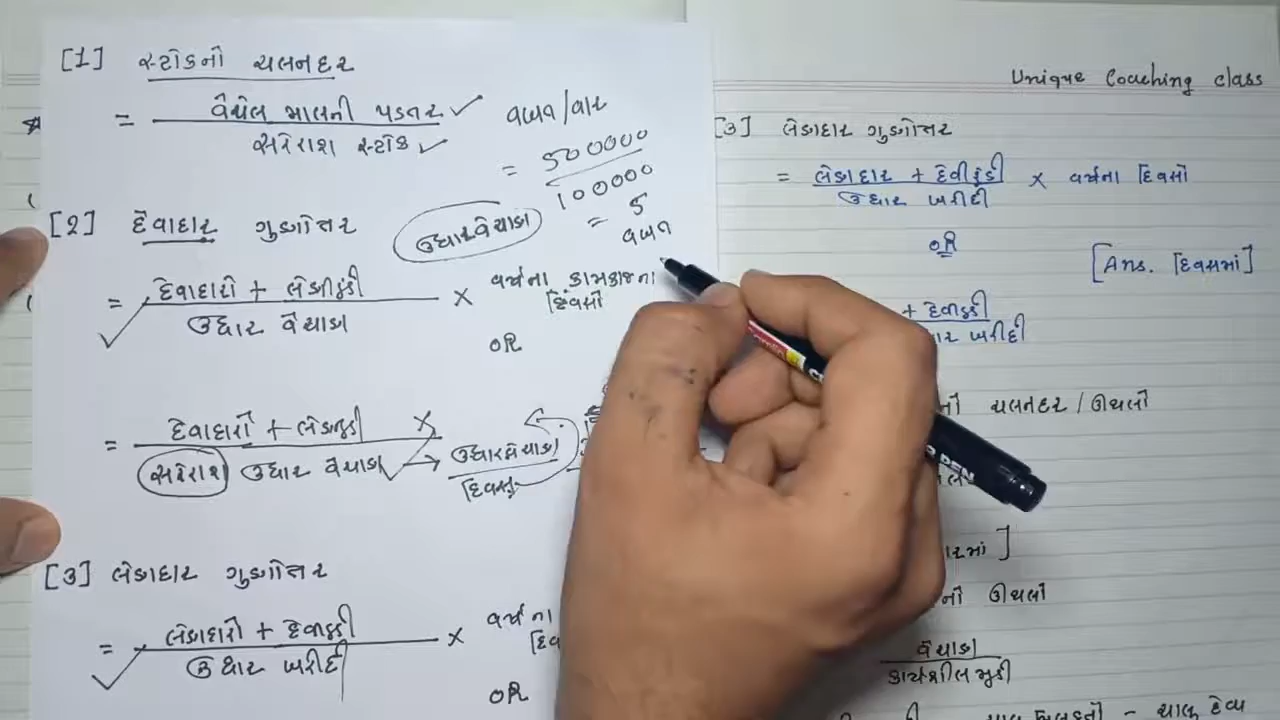 [1] સ્ટોકનો ચલનદર
= વેચેલ માલની પડતર
સરેરાશ સ્ટોક
વખત/વાર
= 500000
100000
= 5
વખત
[2] દેવાદાર ગુણોત્તર
ઉધારવેચાણ
= દેવાદારો + લેણીહૂંડી
ઉધાર વેચાણ
× વર્ષના કામકાજના
દિવસો
OR
= દેવાદારો + લેણીહૂંડી
સરેરાશ ઉધાર વેચાણ
→ ઉધારવેચાણ
દિવસ
[3] લેણદાર ગુણોત્તર
= લેણદારો + દેવીહૂંડી
ઉધાર ખરીદી
× વર્ષના
OR
Unique Coaching Class
[3] લેણદાર ગુણોત્તર
= લેણદાર + દેવીહૂંડી × વર્ષના દિવસો
ઉધાર ખરીદી
OR
[Ans. દિવસમાં]
+ દેવીહૂંડી
ખરીદી
ચલનદર / ઊથલો
ઊથલો
વેચાણ
કાર્યશીલ મૂડી